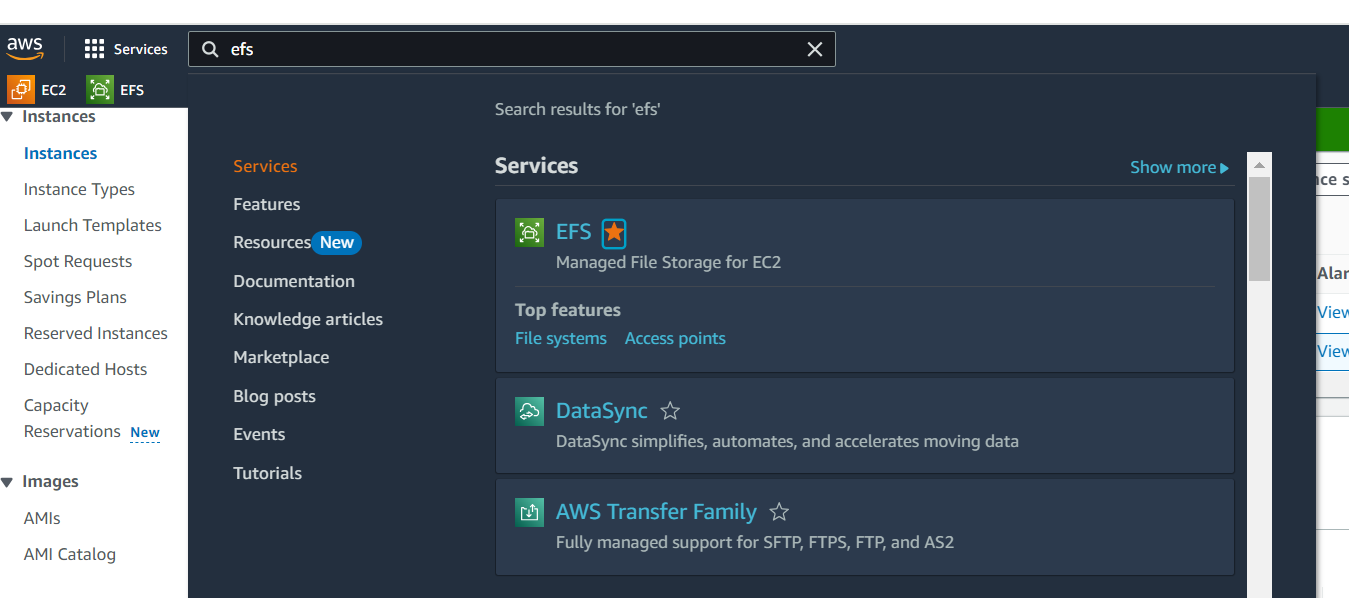 aws
Services
efs
EC2
EFS
Instances
Instances
Instance Types
Launch Templates
Spot Requests
Savings Plans
Reserved Instances
Dedicated Hosts
Capacity
Reservations New
Images
AMIs
AMI Catalog
Search results for 'efs'
Services
Features
Resources New
Documentation
Knowledge articles
Marketplace
Blog posts
Events
Tutorials
Services
Show more
EFS
Managed File Storage for EC2
Top features
File systems Access points
DataSync
DataSync simplifies, automates, and accelerates moving data
AWS Transfer Family
Fully managed support for SFTP, FTPS, FTP, and AS2
nce s
Alar
View
View